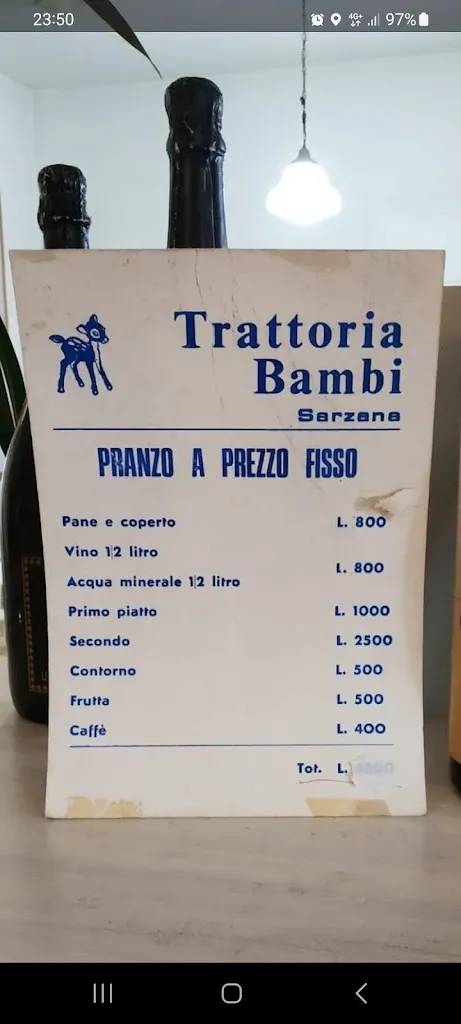 23:50
4G+
97%
Trattoria
Bambi
Sarzana
PRANZO A PREZZO FISSO
Pane e coperto L. 800
Vino 1|2 litro
L. 800
Acqua minerale 1|2 litro
Primo piatto L. 1000
Secondo L. 2500
Contorno L. 500
Frutta L. 500
Caffè L. 400
Tot. L.